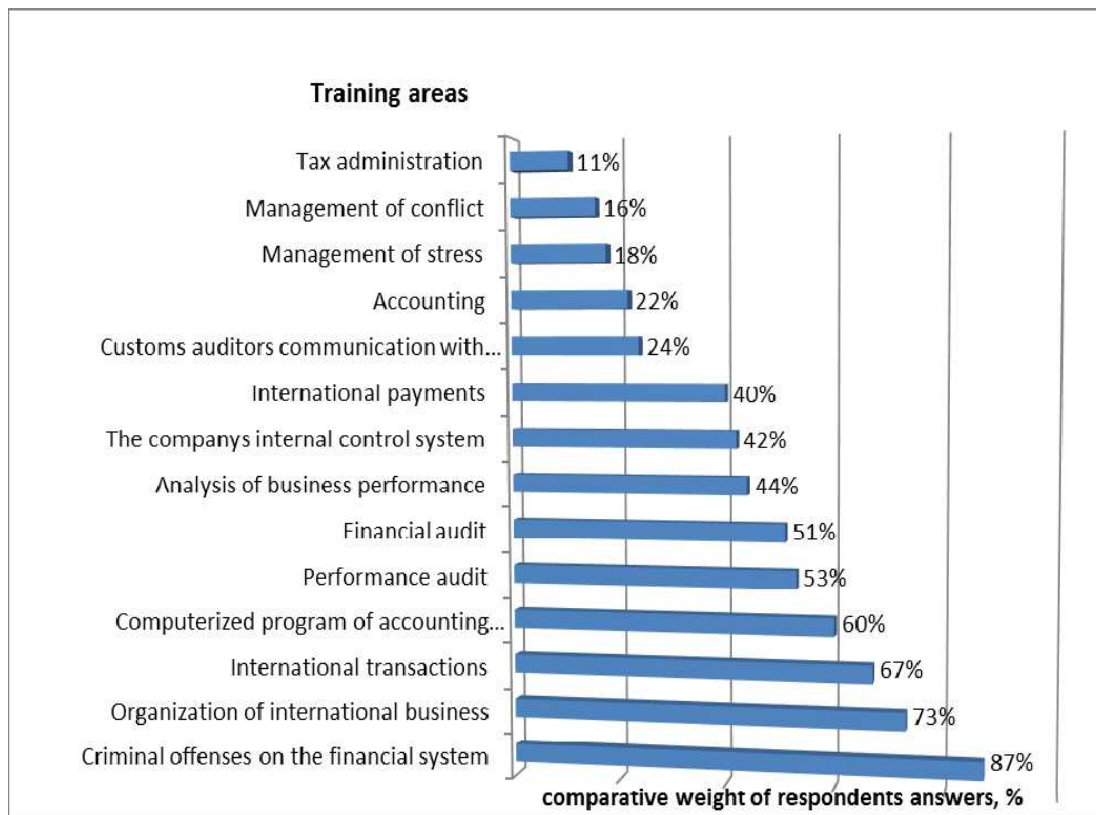 Training areas
Tax administration 11%
Management of conflict 16%
Management of stress 18%
Accounting 22%
Customs auditors communication with... 24%
International payments 40%
The companys internal control system 42%
Analysis of business performance 44%
Financial audit 51%
Performance audit 53%
Computerized program of accounting... 60%
International transactions 67%
Organization of international business 73%
Criminal offenses on the financial system 87%
comparative weight of respondents answers, %